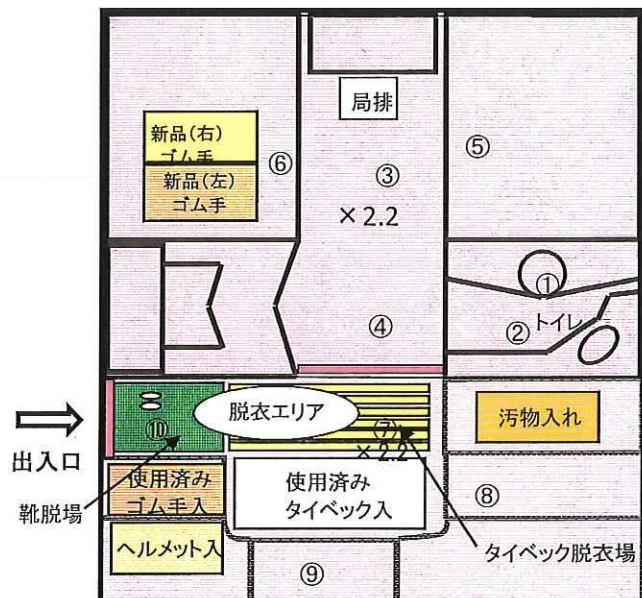 局排
新品(右)
ゴム手
新品(左)
ゴム手
⑥
③
⑤
×2.2
①
④
②
トイレ
出入口
⑩
脱衣エリア
⑦
×2.2
汚物入れ
使用済み
ゴム手入
使用済み
タイベック入
⑧
靴脱場
ヘルメット入
タイベック脱衣場
⑨